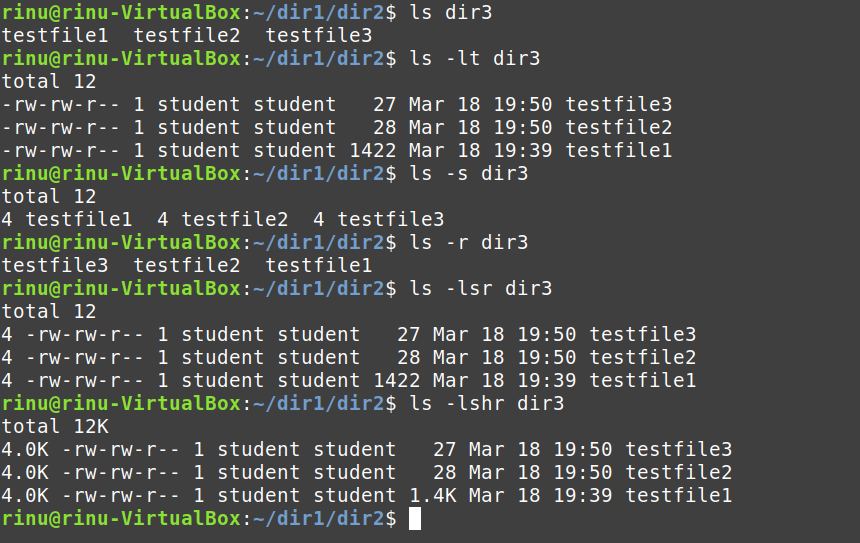 rinu@rinu-VirtualBox:~/dir1/dir2$ ls dir3
testfile1  testfile2  testfile3
rinu@rinu-VirtualBox:~/dir1/dir2$ ls -lt dir3
total 12
-rw-rw-r-- 1 student student   27 Mar 18 19:50 testfile3
-rw-rw-r-- 1 student student   28 Mar 18 19:50 testfile2
-rw-rw-r-- 1 student student 1422 Mar 18 19:39 testfile1
rinu@rinu-VirtualBox:~/dir1/dir2$ ls -s dir3
total 12
4 testfile1  4 testfile2  4 testfile3
rinu@rinu-VirtualBox:~/dir1/dir2$ ls -r dir3
testfile3  testfile2  testfile1
rinu@rinu-VirtualBox:~/dir1/dir2$ ls -lsr dir3
total 12
4 -rw-rw-r-- 1 student student   27 Mar 18 19:50 testfile3
4 -rw-rw-r-- 1 student student   28 Mar 18 19:50 testfile2
4 -rw-rw-r-- 1 student student 1422 Mar 18 19:39 testfile1
rinu@rinu-VirtualBox:~/dir1/dir2$ ls -lshr dir3
total 12K
4.0K -rw-rw-r-- 1 student student   27 Mar 18 19:50 testfile3
4.0K -rw-rw-r-- 1 student student   28 Mar 18 19:50 testfile2
4.0K -rw-rw-r-- 1 student student 1.4K Mar 18 19:39 testfile1
rinu@rinu-VirtualBox:~/dir1/dir2$